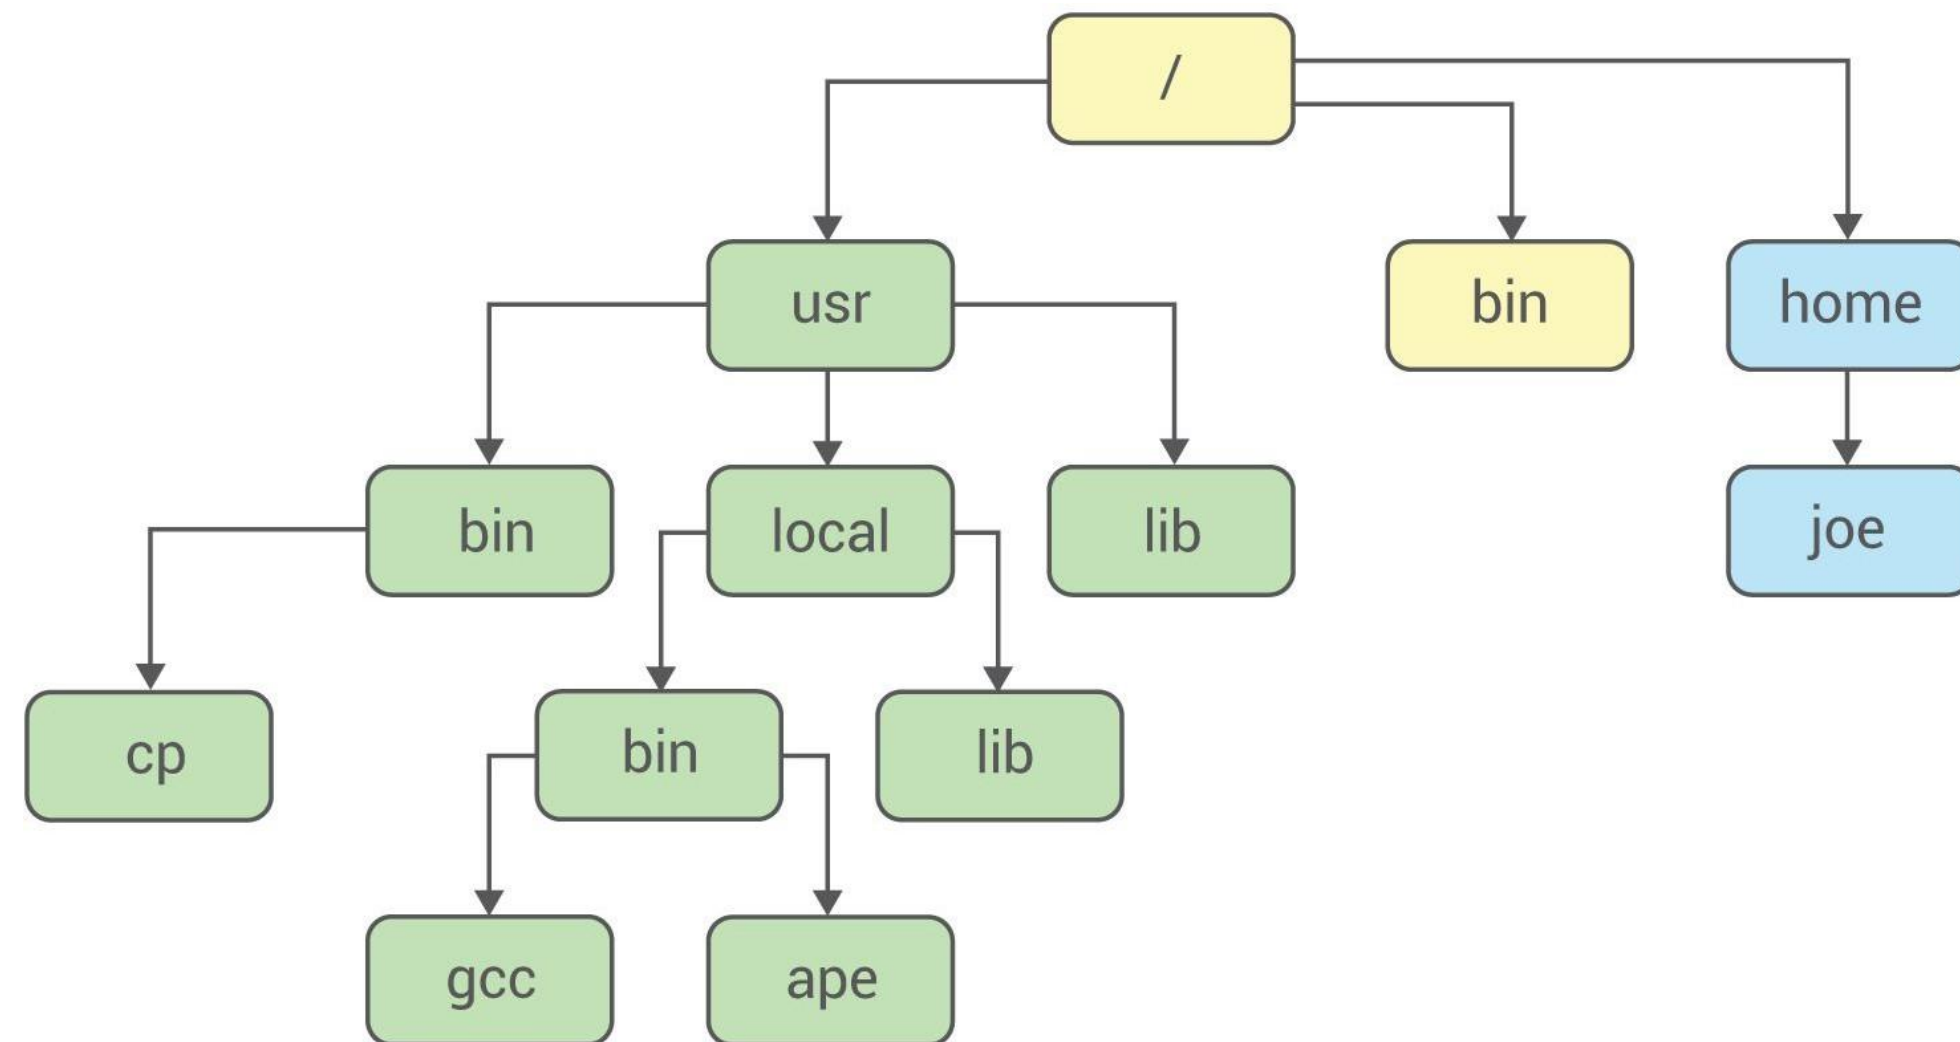 /
usr
bin
home
bin
local
lib
joe
cp
bin
lib
gcc
ape